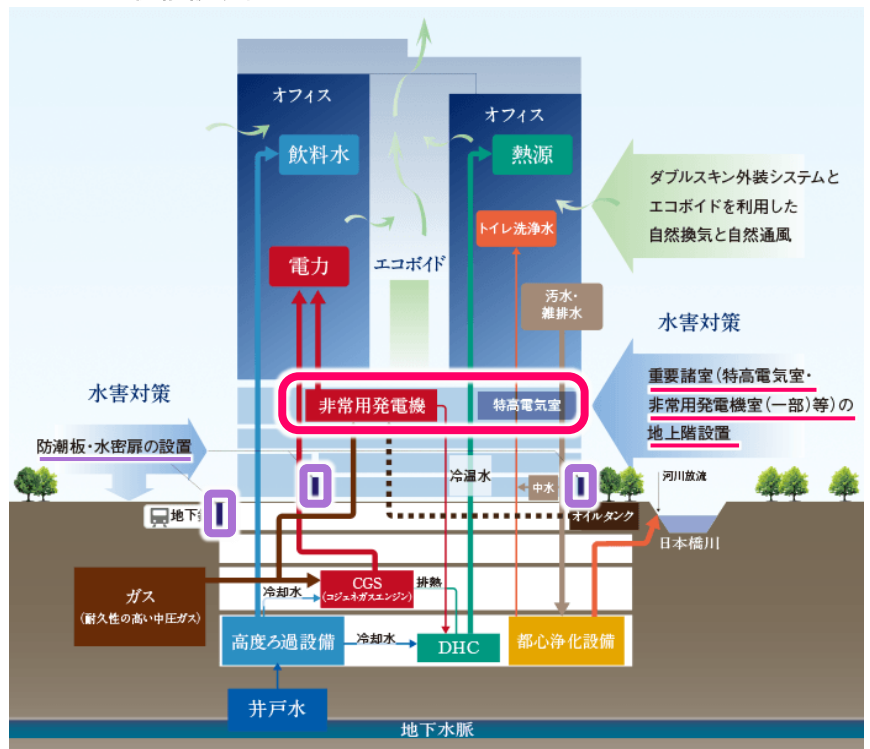 オフィス
オフィス
飲料水
熱源
ダブルスキン外装システムと
エコボイドを利用した
自然換気と自然通風
トイレ洗浄水
電力
エコボイド
汚水・
雑排水
水害対策
重要諸室(特高電気室・
非常用発電機室(一部)等)の
地上階設置
水害対策
防潮板・水密扉の設置
非常用発電機
特高電気室
冷温水
中水
河川放流
地下
オイルタンク
日本橋川
ガス
(耐久性の高い中圧ガス)
冷却水
CGS
(コジェネガスエンジン)
排熱
高度ろ過設備
冷却水
DHC
都心浄化設備
井戸水
地下水脈